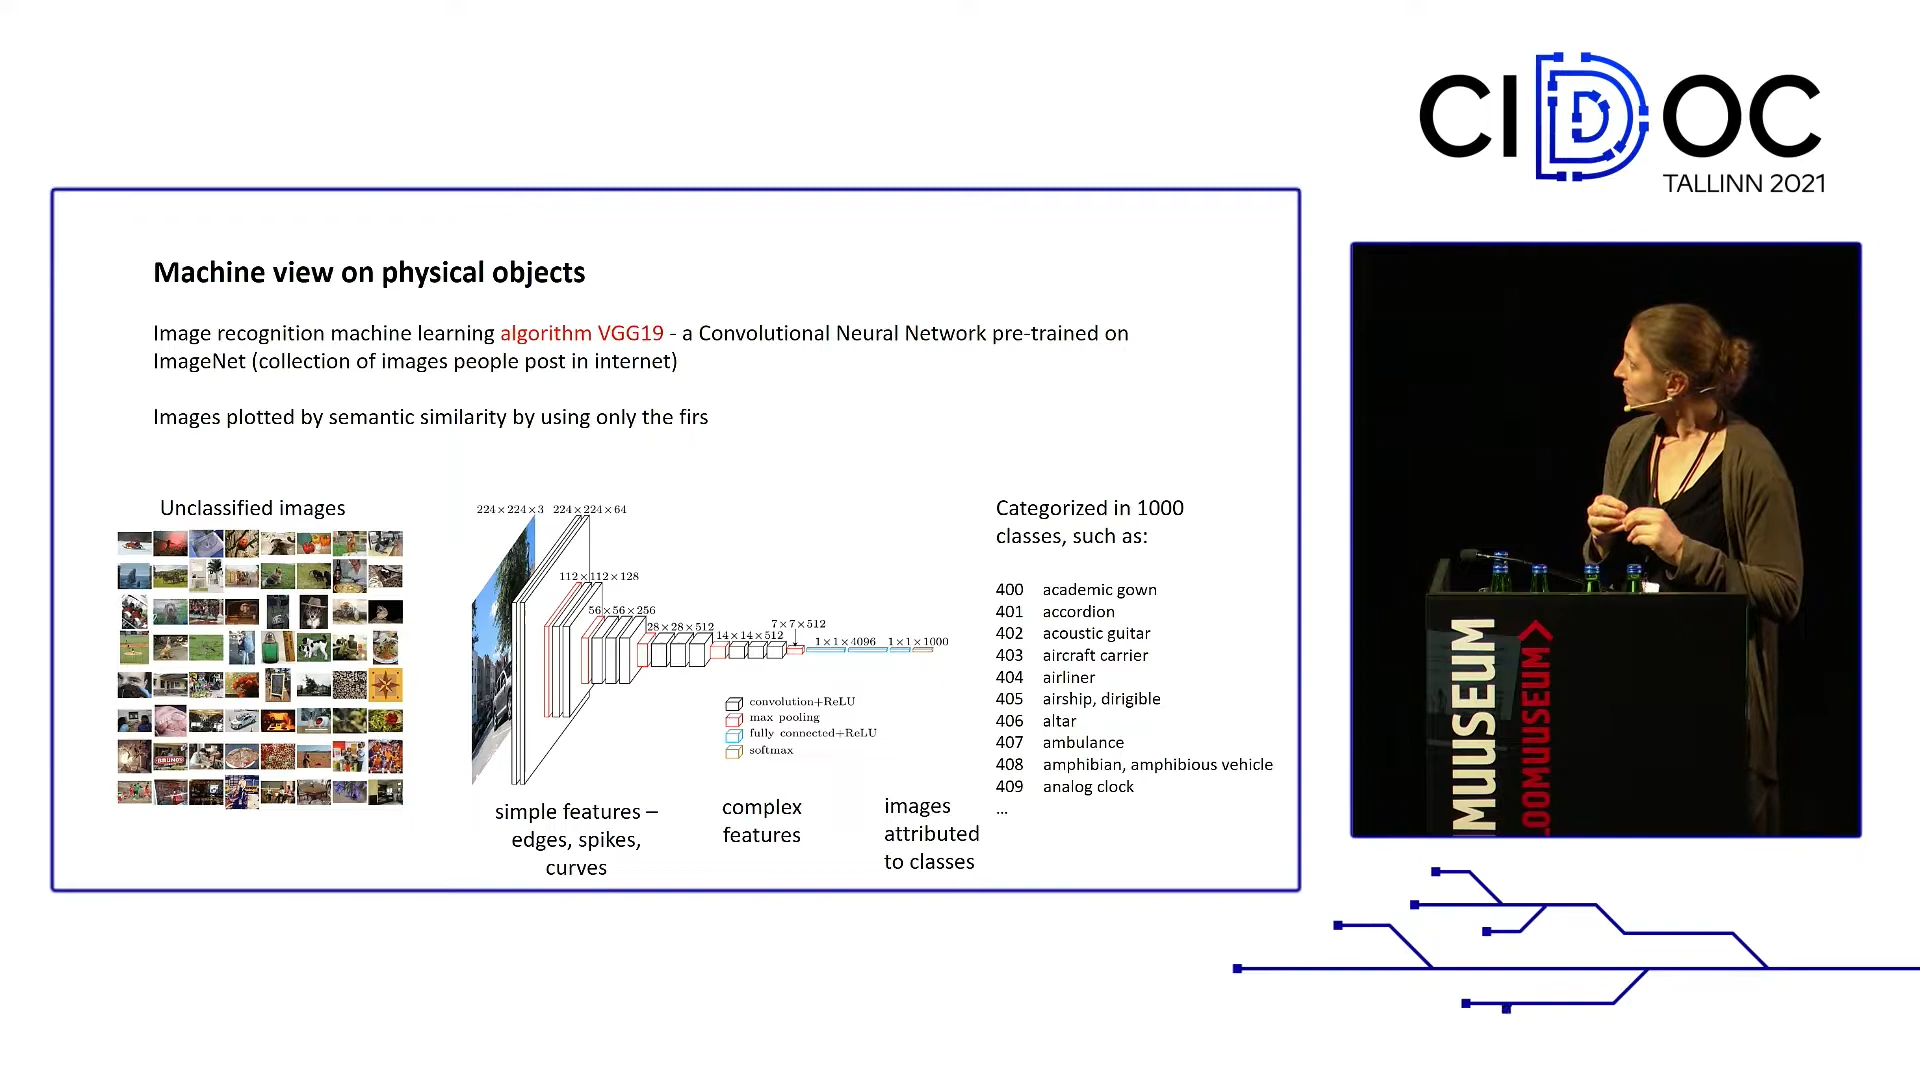 CIDOC
TALLINN 2021
Machine view on physical objects
Image recognition machine learning algorithm VGG19 - a Convolutional Neural Network pre-trained on
ImageNet (collection of images people post in internet)
Images plotted by semantic similarity by using only the firs
Unclassified images
224×224×3 224×224×64
112×112×128
56×56×256
28×28×512
14×14×512
7×7×512
1×1×4096 1×1×1000
convolution+ReLU
max pooling
fully connected+ReLU
softmax
simple features –
edges, spikes,
curves
complex
features
images
attributed
to classes
Categorized in 1000
classes, such as:
400 academic gown
401 accordion
402 acoustic guitar
403 aircraft carrier
404 airliner
405 airship, dirigible
406 altar
407 ambulance
408 amphibian, amphibious vehicle
409 analog clock
...
MUUSEUM
LOOMUUSEUM